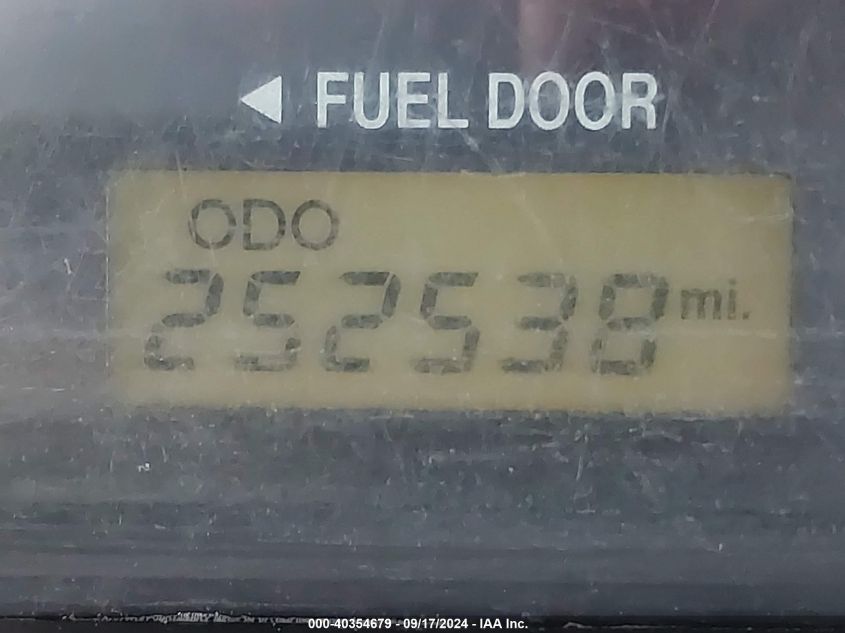 ◄ FUEL DOOR
ODO
252538 mi.
000-40354679 - 09/17/2024 - IAA Inc.